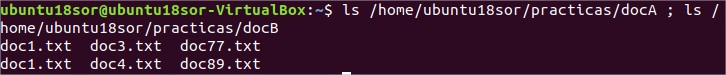 ubuntu18sor@ubuntu18sor-VirtualBox:~$ ls /home/ubuntu18sor/practicas/docA ; ls /
home/ubuntu18sor/practicas/docB
doc1.txt  doc3.txt  doc77.txt
doc1.txt  doc4.txt  doc89.txt